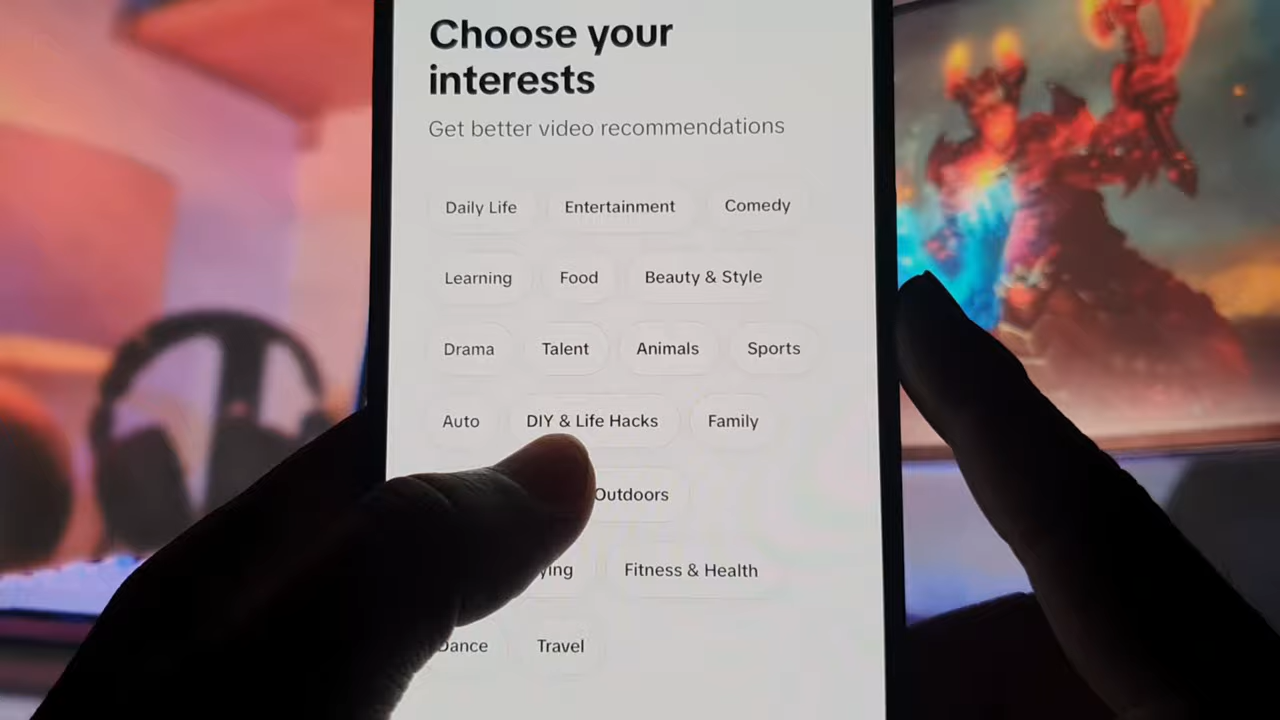 Choose your
interests
Get better video recommendations
Daily Life Entertainment Comedy
Learning Food Beauty & Style
Drama Talent Animals Sports
Auto DIY & Life Hacks Family
Outdoors
Fitness & Health
Dance Travel